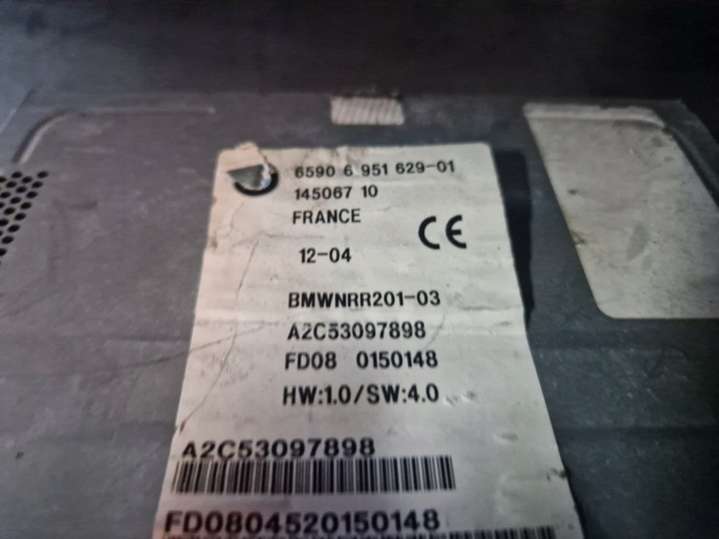 6590 6 951 629-01
145067 10
FRANCE
CE
12-04
BMWNRR201-03
A2C53097898
FD08 0150148
HW:1.0/SW:4.0
A2C53097898
FD0804520150148